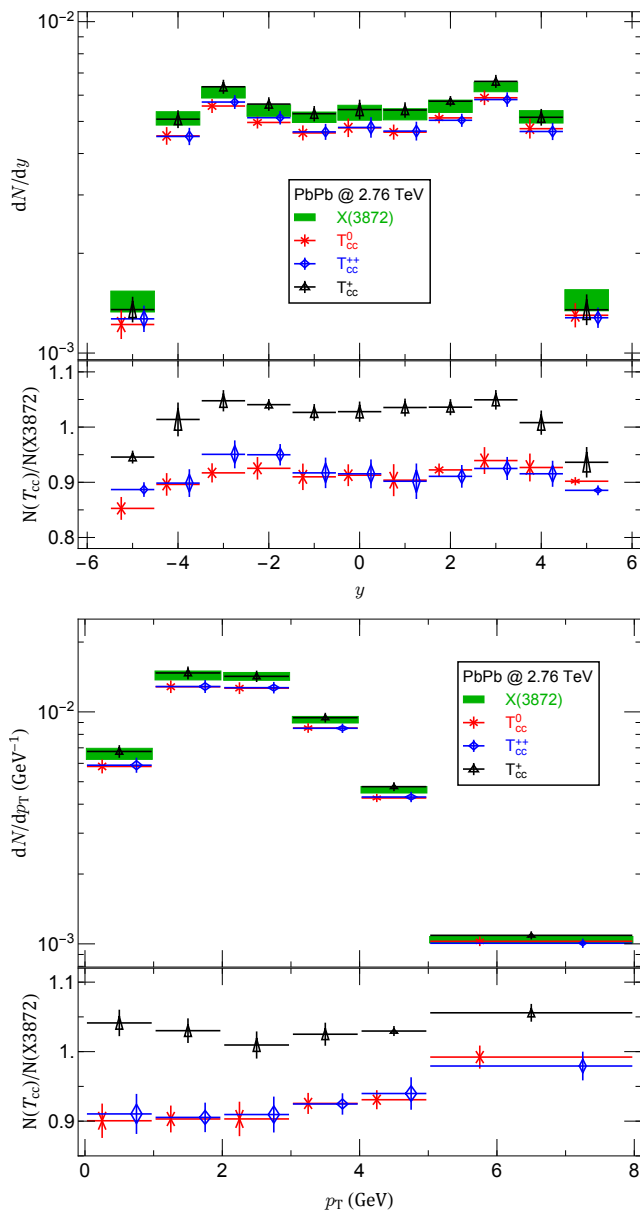 10⁻²
dN/dy
PbPb @ 2.76 TeV
X(3872)
T⁰cc
T⁺⁺cc
T⁺cc
10⁻³
1.1
1.
0.9
0.8
N(Tcc)/N(X3872)
−6 −4 −2 0 2 4 6
y
PbPb @ 2.76 TeV
X(3872)
T⁰cc
T⁺⁺cc
T⁺cc
10⁻²
dN/dpT (GeV⁻¹)
10⁻³
1.1
1.
0.9
N(Tcc)/N(X3872)
0 2 4 6 8
pT (GeV)